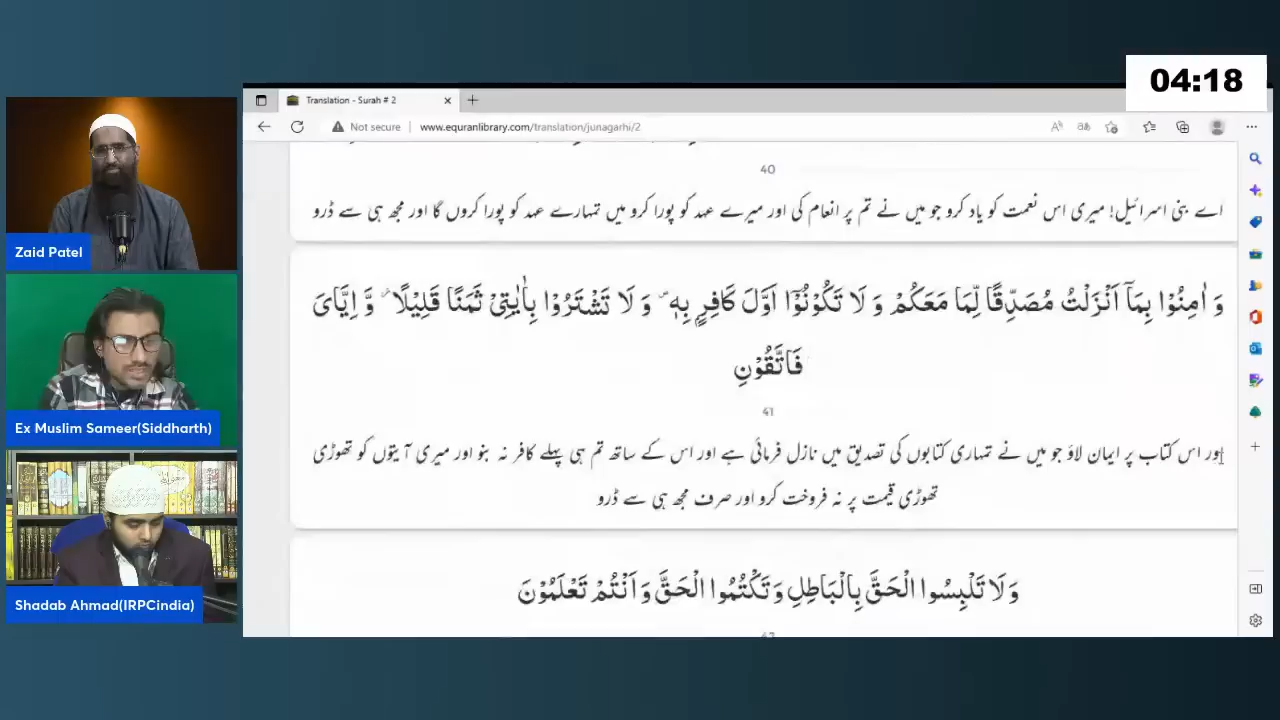 04:18
Translation - Surah # 2
Not secure
www.equranlibrary.com/translation/junagarhi/2
40
اے بنی اسرائیل! میری اس نعمت کو یاد کرو جو میں نے تم پر انعام کی اور میرے عہد کو پورا کرو میں تمہارے عہد کو پورا کروں گا اور مجھ ہی سے ڈرو
وَ اٰمِنُوْا بِمَاۤ اَنْزَلْتُ مُصَدِّقًا لِّمَا مَعَكُمْ وَ لَا تَكُوْنُوْۤا اَوَّلَ كَافِرٍۭ بِهٖ ۪ وَ لَا تَشْتَرُوْا بِاٰیٰتِیْ ثَمَنًا قَلِیْلًا ۫ وَّ اِیَّایَ
فَاتَّقُوْنِ
41
اور اس کتاب پر ایمان لاؤ جو میں نے تمہاری کتابوں کی تصدیق میں نازل فرمائی ہے اور اس کے ساتھ تم ہی پہلے کافر نہ بنو اور میری آیتوں کو تھوڑی
تھوڑی قیمت پر نہ فروخت کرو اور صرف مجھ ہی سے ڈرو
وَ لَا تَلْبِسُوا الْحَقَّ بِالْبَاطِلِ وَ تَكْتُمُوا الْحَقَّ وَ اَنْتُمْ تَعْلَمُوْنَ
Zaid Patel
Ex Muslim Sameer(Siddharth)
Shadab Ahmad(IRPCindia)